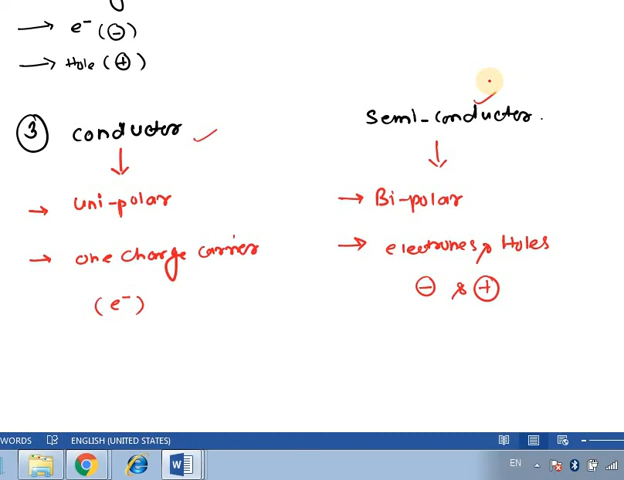 → e⁻ (⊖)
→ Hole (⊕)
③ conductor ✓
Semi-conductor.
↓
↓
→ uni-polar
→ Bi-polar
→ one charge carrier
→ electrones & Holes
(e⁻)
⊖ & ⊕
WORDS ENGLISH (UNITED STATES)
EN